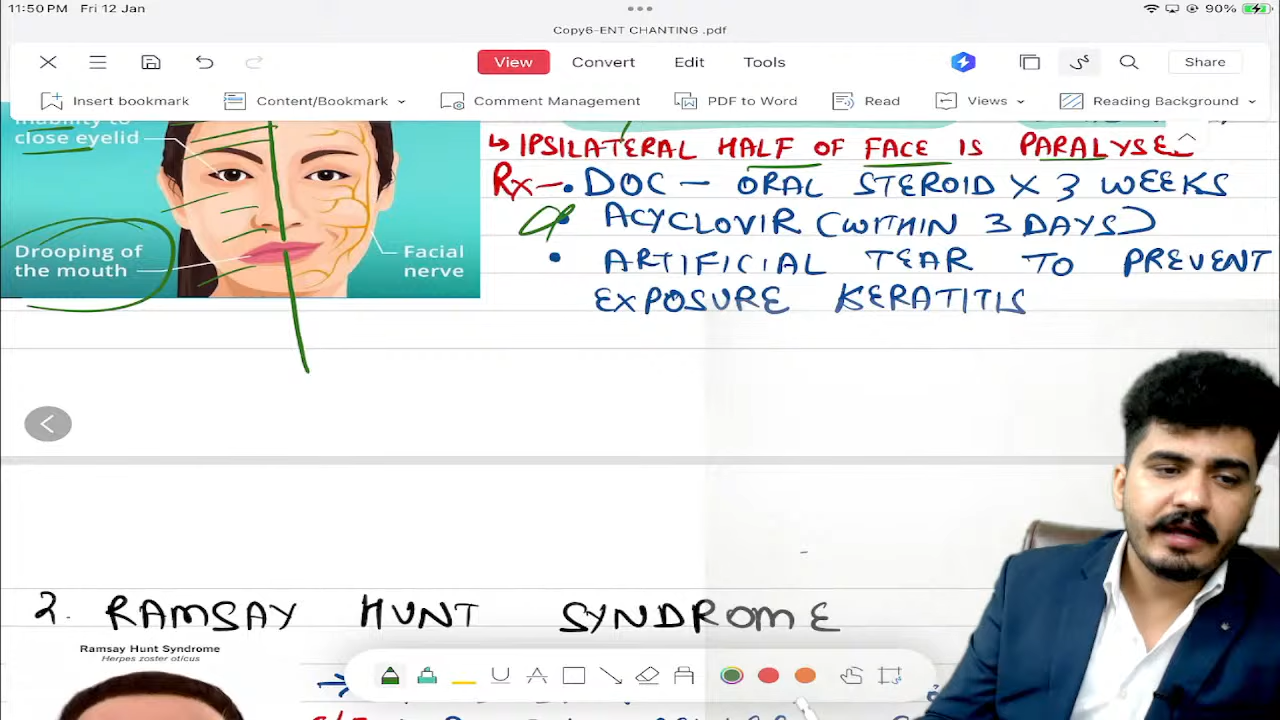 11:50 PM Fri 12 Jan
90%
Copy6-ENT CHANTING .pdf
View Convert Edit Tools
Share
Insert bookmark Content/Bookmark Comment Management PDF to Word Read Views Reading Background
Inability to
close eyelid
Drooping of
the mouth
Facial
nerve
↳ IPSILATERAL HALF OF FACE IS PARALYSE
Rx – • DOC – ORAL STEROID X 3 WEEKS
• ACYCLOVIR (WITHIN 3 DAYS)
• ARTIFICIAL TEAR TO PREVENT
EXPOSURE KERATITIS
2. RAMSAY HUNT SYNDROME
Ramsay Hunt Syndrome
Herpes zoster oticus